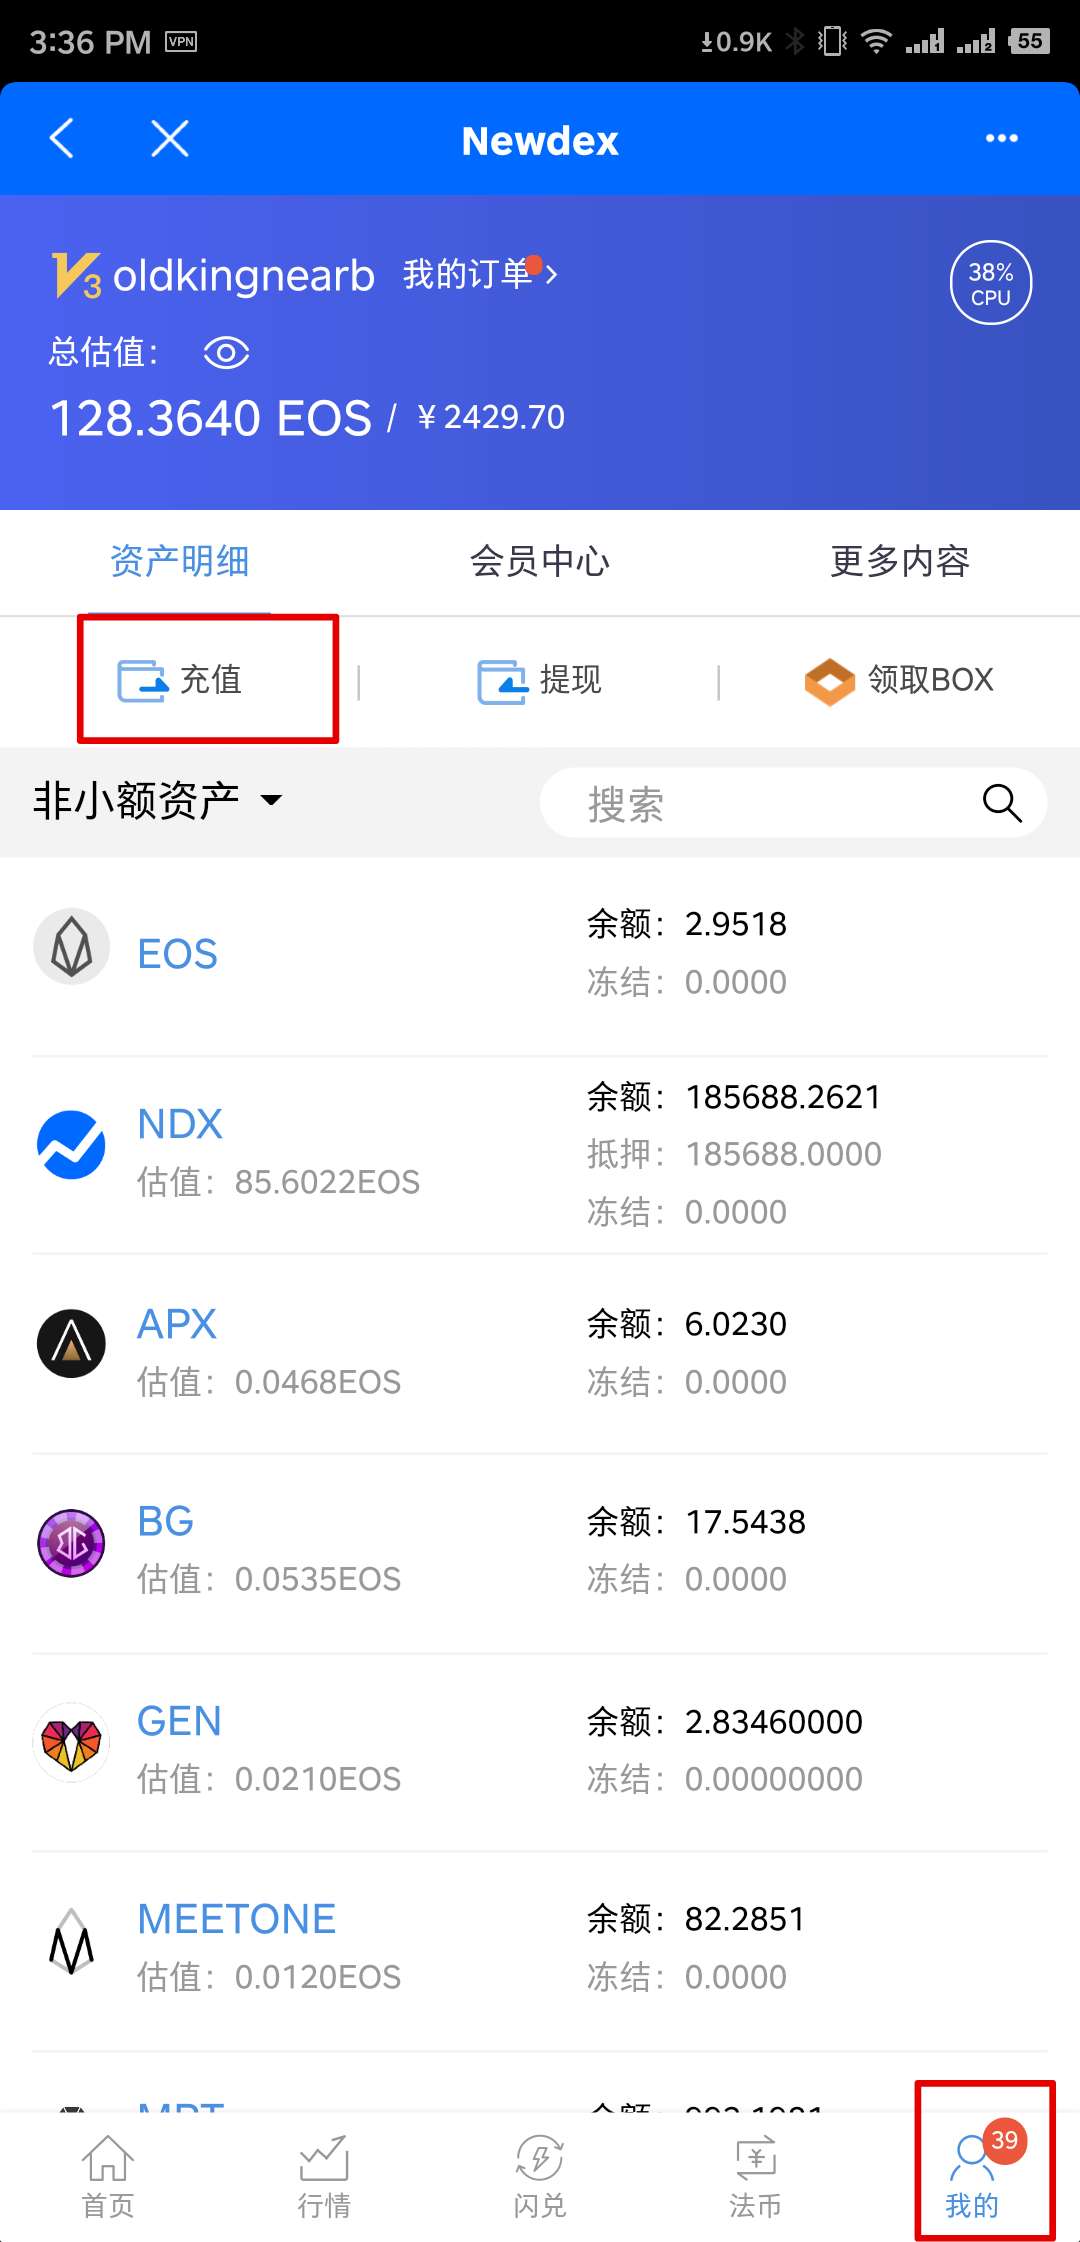 3:36 PM VPN 0.9K 1 2 55
Newdex
V3 oldkingnearb 我的订单
38%
CPU
总估值：
128.3640 EOS / ￥2429.70
资产明细 会员中心 更多内容
充值 提现 领取BOX
非小额资产 搜索
EOS
余额：2.9518
冻结：0.0000
NDX
估值：85.6022EOS
余额：185688.2621
抵押：185688.0000
冻结：0.0000
APX
估值：0.0468EOS
余额：6.0230
冻结：0.0000
BG
估值：0.0535EOS
余额：17.5438
冻结：0.0000
GEN
估值：0.0210EOS
余额：2.83460000
冻结：0.00000000
MEETONE
估值：0.0120EOS
余额：82.2851
冻结：0.0000
39
首页 行情 闪兑 法币 我的